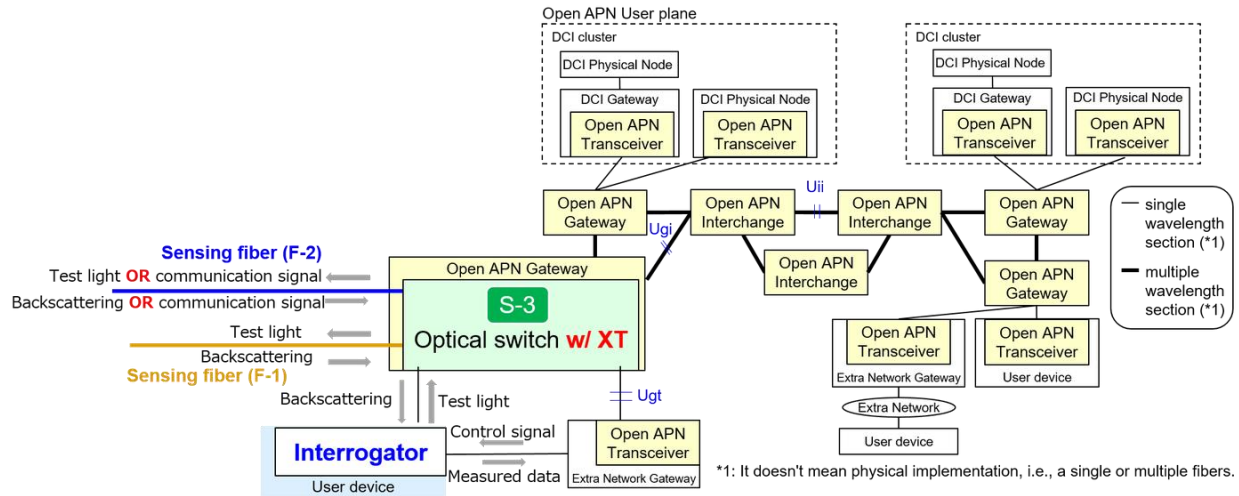 Open APN User plane
DCI cluster
DCI Physical Node
DCI Gateway
Open APN
Transceiver
DCI Physical Node
Open APN
Transceiver
DCI cluster
DCI Physical Node
DCI Gateway
Open APN
Transceiver
DCI Physical Node
Open APN
Transceiver
Open APN
Gateway
Ugi
Open APN
Interchange
Uii
Open APN
Interchange
Open APN
Interchange
Open APN
Gateway
Open APN
Gateway
single
wavelength
section (*1)
multiple
wavelength
section (*1)
Sensing fiber (F-2)
Test light OR communication signal
Backscattering OR communication signal
Test light
Backscattering
Sensing fiber (F-1)
Open APN Gateway
S-3
Optical switch w/ XT
Backscattering
Test light
Ugt
Interrogator
User device
Control signal
Measured data
Open APN
Transceiver
Extra Network Gateway
Open APN
Transceiver
Extra Network Gateway
Extra Network
User device
Open APN
Transceiver
User device
*1: It doesn't mean physical implementation, i.e., a single or multiple fibers.